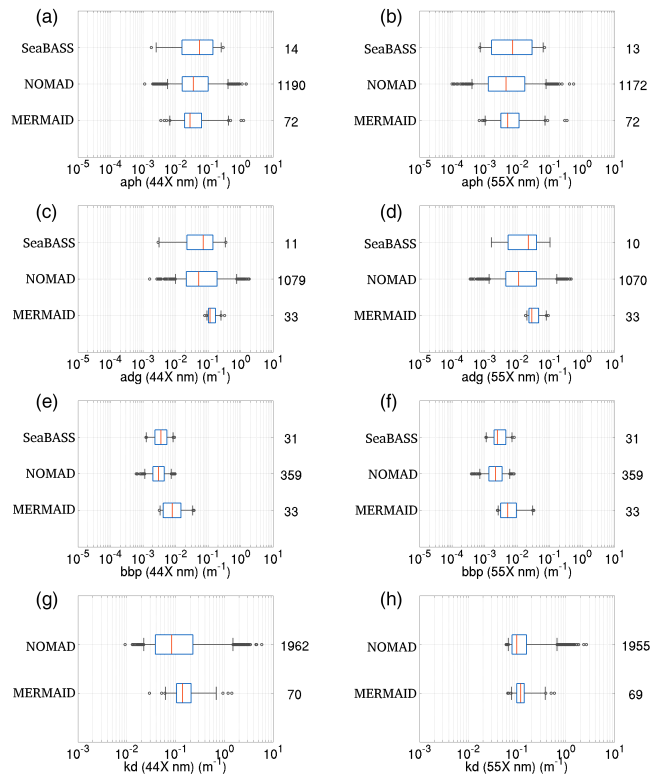 (a)
SeaBASS 14
NOMAD 1190
MERMAID 72
10^-5 10^-4 10^-3 10^-2 10^-1 10^0 10^1
aph (44X nm) (m^-1)
(b)
SeaBASS 13
NOMAD 1172
MERMAID 72
10^-5 10^-4 10^-3 10^-2 10^-1 10^0 10^1
aph (55X nm) (m^-1)
(c)
SeaBASS 11
NOMAD 1079
MERMAID 33
10^-5 10^-4 10^-3 10^-2 10^-1 10^0 10^1
adg (44X nm) (m^-1)
(d)
SeaBASS 10
NOMAD 1070
MERMAID 33
10^-5 10^-4 10^-3 10^-2 10^-1 10^0 10^1
adg (55X nm) (m^-1)
(e)
SeaBASS 31
NOMAD 359
MERMAID 33
10^-5 10^-4 10^-3 10^-2 10^-1 10^0 10^1
bbp (44X nm) (m^-1)
(f)
SeaBASS 31
NOMAD 359
MERMAID 33
10^-5 10^-4 10^-3 10^-2 10^-1 10^0 10^1
bbp (55X nm) (m^-1)
(g)
NOMAD 1962
MERMAID 70
10^-3 10^-2 10^-1 10^0 10^1
kd (44X nm) (m^-1)
(h)
NOMAD 1955
MERMAID 69
10^-3 10^-2 10^-1 10^0 10^1
kd (55X nm) (m^-1)